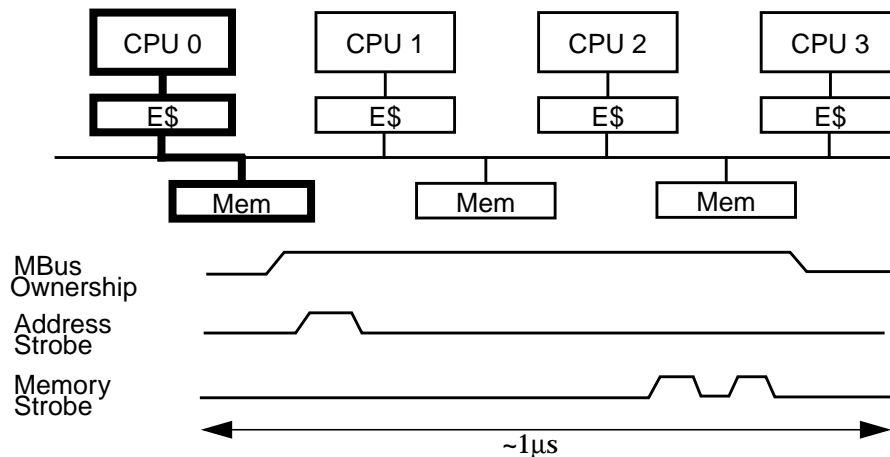 CPU 0 CPU 1 CPU 2 CPU 3
E$ E$ E$ E$
Mem Mem Mem
MBus
Ownership
Address
Strobe
Memory
Strobe
~1µs